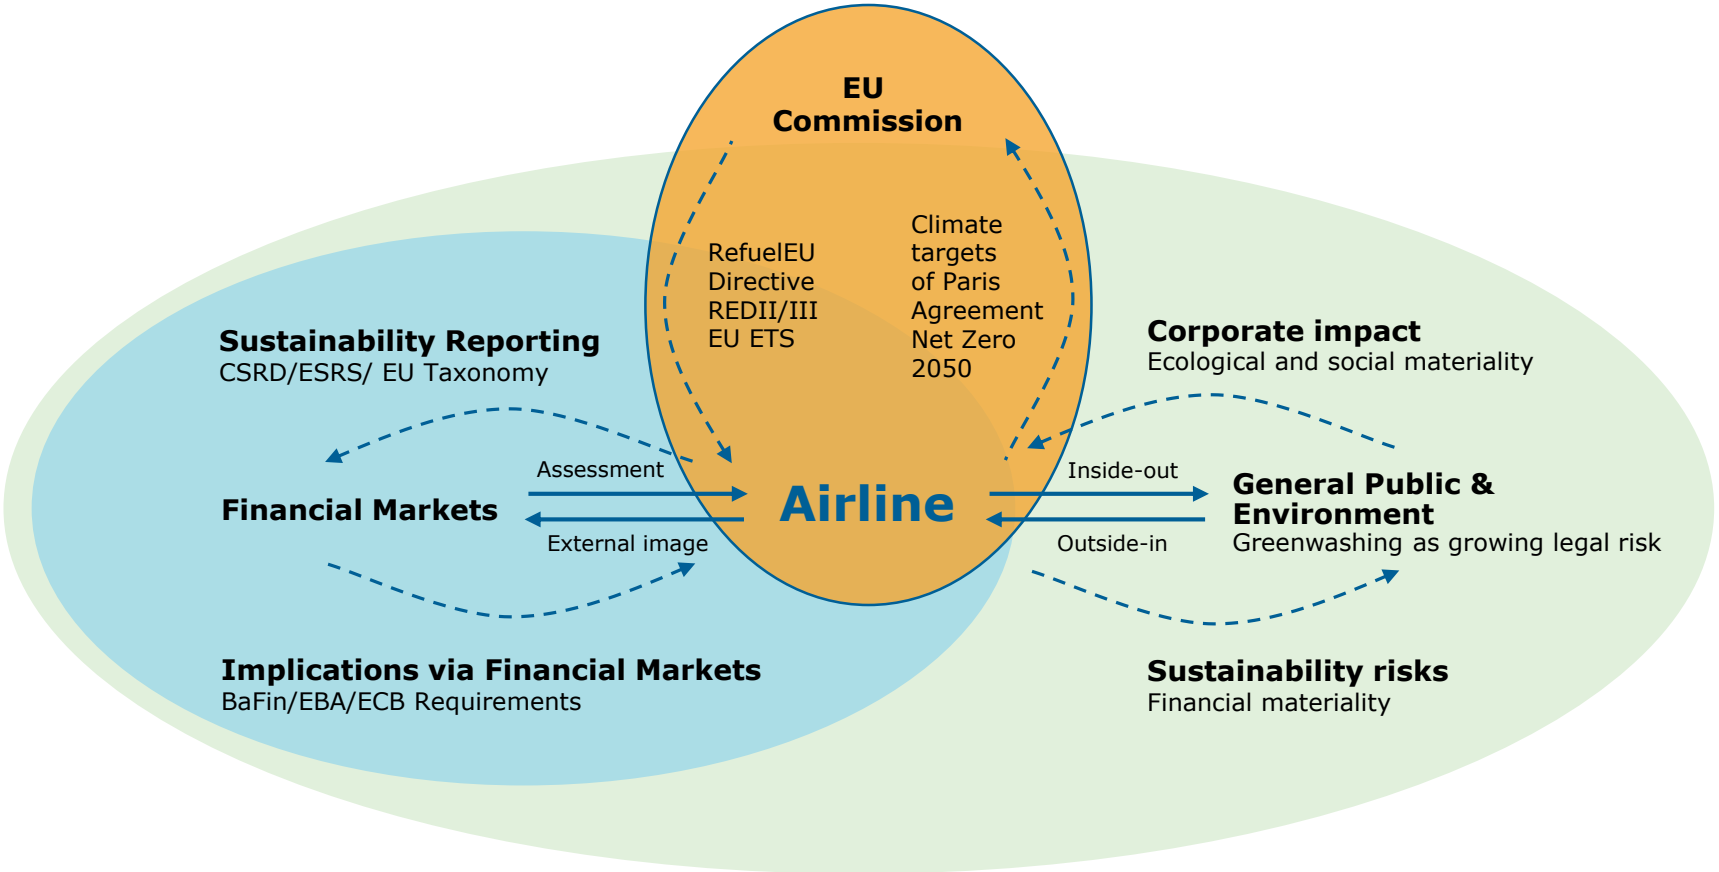 EU
Commission
RefuelEU
Directive
REDII/III
EU ETS
Climate
targets
of Paris
Agreement
Net Zero
2050
Sustainability Reporting
CSRD/ESRS/ EU Taxonomy
Corporate impact
Ecological and social materiality
Financial Markets
Assessment
External image
Airline
Inside-out
Outside-in
General Public &
Environment
Greenwashing as growing legal risk
Implications via Financial Markets
BaFin/EBA/ECB Requirements
Sustainability risks
Financial materiality